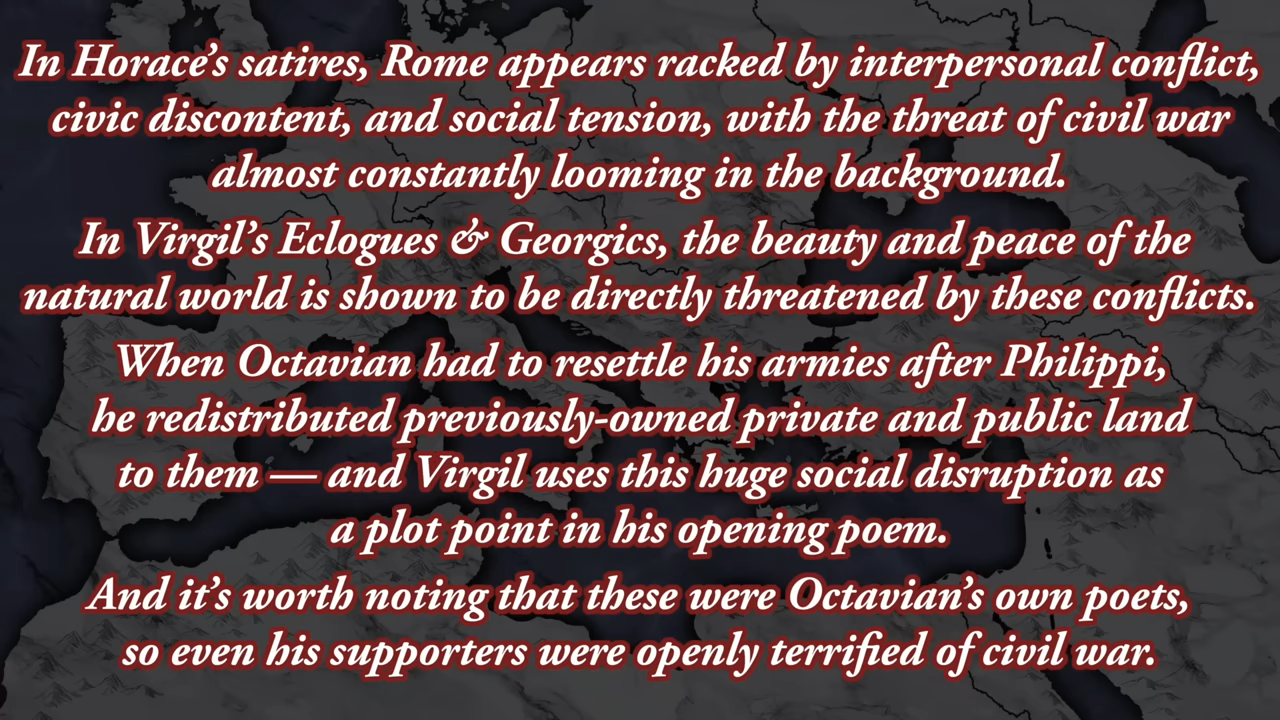 In Horace’s satires, Rome appears racked by interpersonal conflict,
civic discontent, and social tension, with the threat of civil war
almost constantly looming in the background.
In Virgil’s Eclogues & Georgics, the beauty and peace of the
natural world is shown to be directly threatened by these conflicts.
When Octavian had to resettle his armies after Philippi,
he redistributed previously-owned private and public land
to them — and Virgil uses this huge social disruption as
a plot point in his opening poem.
And it’s worth noting that these were Octavian’s own poets,
so even his supporters were openly terrified of civil war.